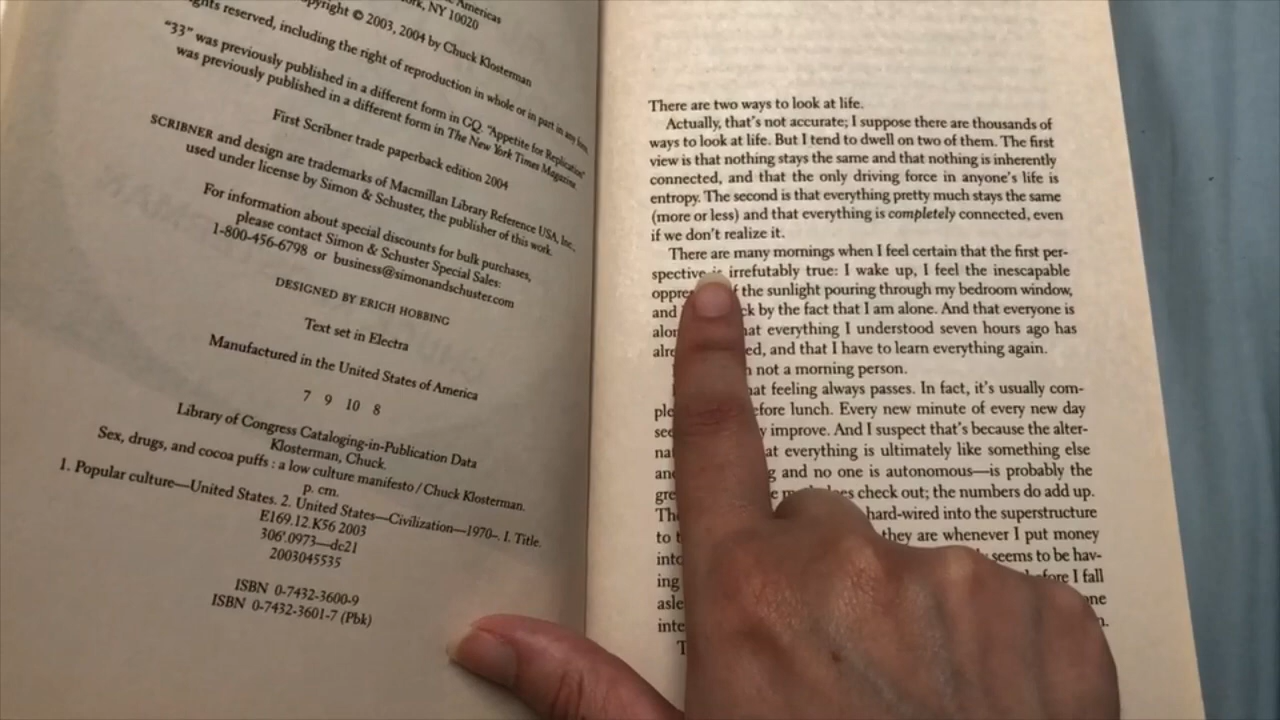 Americas
York, NY 10020
Copyright © 2003, 2004 by Chuck Klosterman
rights reserved, including the right of reproduction in whole or in part in any form.
"33" was previously published in a different form in GQ. "Appetite for Replication"
was previously published in a different form in The New York Times Magazine.
First Scribner trade paperback edition 2004
SCRIBNER and design are trademarks of Macmillan Library Reference USA, Inc.,
used under license by Simon & Schuster, the publisher of this work.
For information about special discounts for bulk purchases,
please contact Simon & Schuster Special Sales:
1-800-456-6798 or business@simonandschuster.com
DESIGNED BY ERICH HOBBING
Text set in Electra
Manufactured in the United States of America
7 9 10 8
Library of Congress Cataloging-in-Publication Data
Klosterman, Chuck.
Sex, drugs, and cocoa puffs : a low culture manifesto / Chuck Klosterman.
p. cm.
1. Popular culture—United States. 2. United States—Civilization—1970–. I. Title.
E169.12.K56 2003
306'.0973—dc21
2003045535
ISBN 0-7432-3600-9
ISBN 0-7432-3601-7 (Pbk)
There are two ways to look at life.
Actually, that's not accurate; I suppose there are thousands of
ways to look at life. But I tend to dwell on two of them. The first
view is that nothing stays the same and that nothing is inherently
connected, and that the only driving force in anyone's life is
entropy. The second is that everything pretty much stays the same
(more or less) and that everything is completely connected, even
if we don't realize it.
There are many mornings when I feel certain that the first per-
spective is irrefutably true: I wake up, I feel the inescapable
the sunlight pouring through my bedroom window,
and by the fact that I am alone. And that everyone is
everything I understood seven hours ago has
and that I have to learn everything again.
not a morning person.
feeling always passes. In fact, it's usually com-
before lunch. Every new minute of every new day
improve. And I suspect that's because the alter-
everything is ultimately like something else
and no one is autonomous—is probably the
does check out; the numbers do add up.
hard-wired into the superstructure
to they are whenever I put money
seems to be hav-
ing before I fall